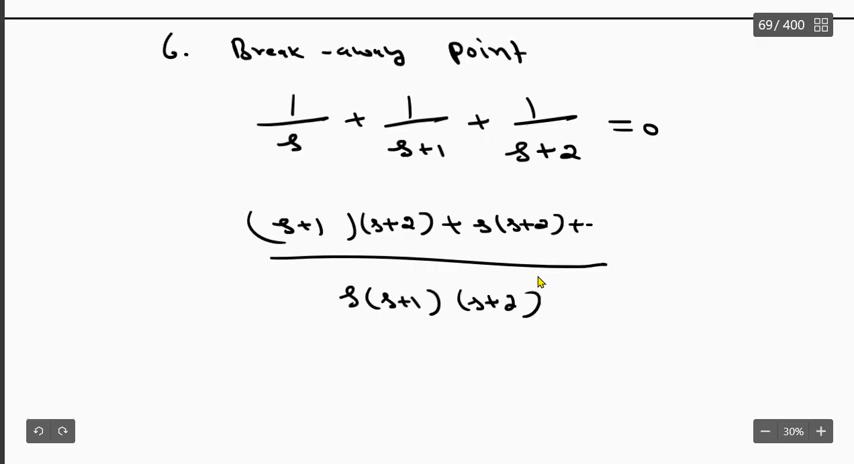 69 / 400
6. Break-away point
1/s + 1/(s+1) + 1/(s+2) = 0
(s+1)(s+2) + s(s+2) +-
s(s+1)(s+2)
30%